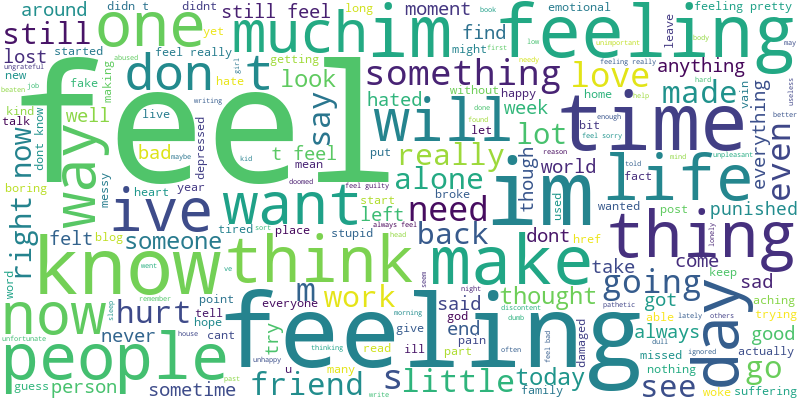 around
didn t
didnt
still feel
long
moment
emotional
book
feeling pretty
still
one
much
im
feeling
lost
started
yet
feel really
find
might
low
first
unimportant
body
leave
may
new
ungrateful
job
beaten
fake
making
abused
girl
hate
getting
look
something
without
happy
love
needy
feeling really
anything
hard
vain
useless
kind
talk
well
don t
writing
say
hated
week
done
found
home
help
made
everything
even
better
feel
way
dont know
live
bad
maybe
depressed
kid
put
let
will
lot
bit
enough
feel sorry
time
boring
messy
heart
year
t feel
mean
doomed
feel guilty
really
though
world
reason
told
fact
mind
unpleasant
right now
ive
want
start
left
alone
broke
im
used
wanted
life
post
punished
lonely
felt
blog
tired
sort
place
stupid
always feel
head
need
back
dont
href
thing
someone
word
know
think
make
take
come
keep
sad
m
work
said
thought
going
got
aching
now
went
ve
point
everyone
seem
night
god
discontent
dumb
pathetic
able
lately
others
trying
hurt
remember
tell
hope
try
give
end
pain
always
dull
ignored
good
unfortunate
sleep
never
house
cant
unhappy
thinking
read
ill
part
often
feel bad
damaged
missed
nothing
actually
people
feeling
morning
see
day
go
guess
person
sometime
past
friend
u
many
write
s
little
today
family
woke
suffering